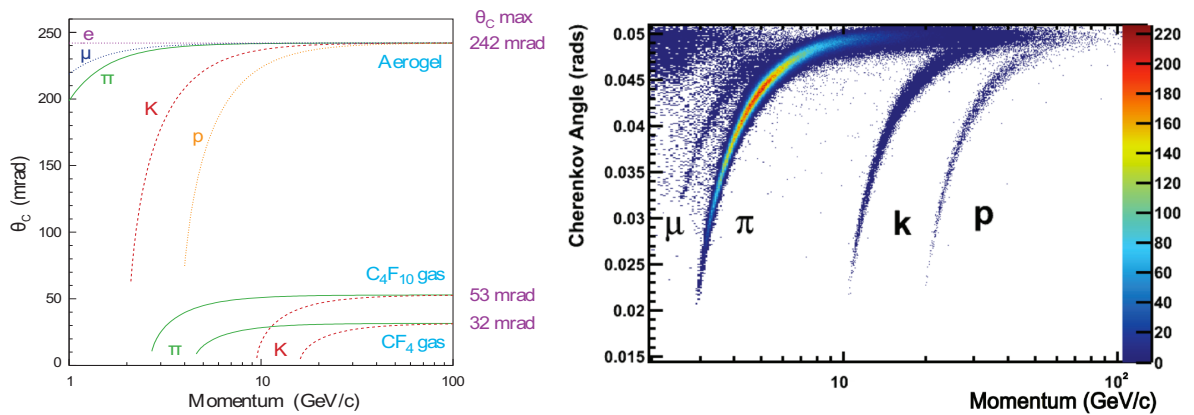 θC max
242 mrad
250
200
150
100
50
0
θC (mrad)
e
μ
π
K
p
Aerogel
C4F10 gas
53 mrad
32 mrad
π
K
CF4 gas
1
10
100
Momentum (GeV/c)
0.05
0.045
0.04
0.035
0.03
0.025
0.02
0.015
Cherenkov Angle (rads)
μ
π
k
p
10
10²
Momentum (GeV/c)
220
200
180
160
140
120
100
80
60
40
20
0